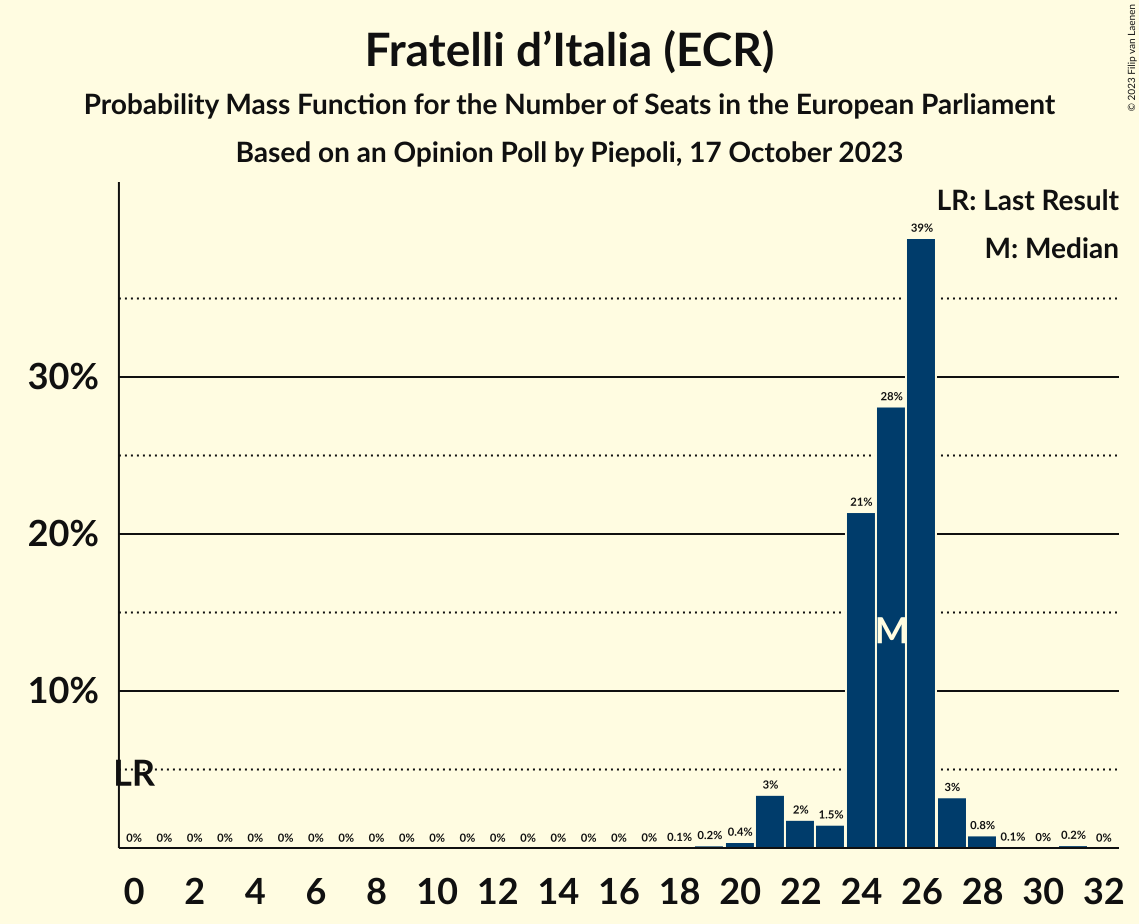 Fratelli d’Italia (ECR)
Probability Mass Function for the Number of Seats in the European Parliament
Based on an Opinion Poll by Piepoli, 17 October 2023
© 2023 Filip van Laenen
LR: Last Result
M: Median
39%
30%
28%
21%
20%
M
10%
LR
0% 0% 0% 0% 0% 0% 0% 0% 0% 0% 0% 0% 0% 0% 0% 0% 0% 0% 0.1% 0.2% 0.4% 3% 2% 1.5% 3% 0.8% 0.1% 0% 0.2% 0%
0 2 4 6 8 10 12 14 16 18 20 22 24 26 28 30 32